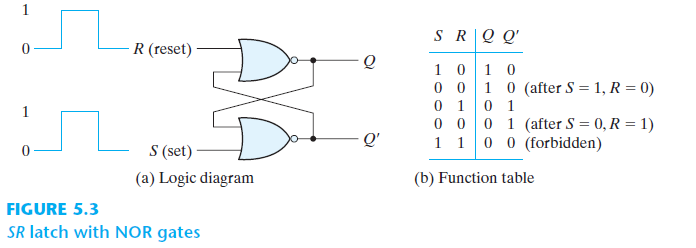 1
0
R (reset)
Q
1
0
S (set)
Q'
(a) Logic diagram
S R Q Q'
1 0 1 0
0 0 1 0 (after S = 1, R = 0)
0 1 0 1
0 0 0 1 (after S = 0, R = 1)
1 1 0 0 (forbidden)
(b) Function table
FIGURE 5.3
SR latch with NOR gates